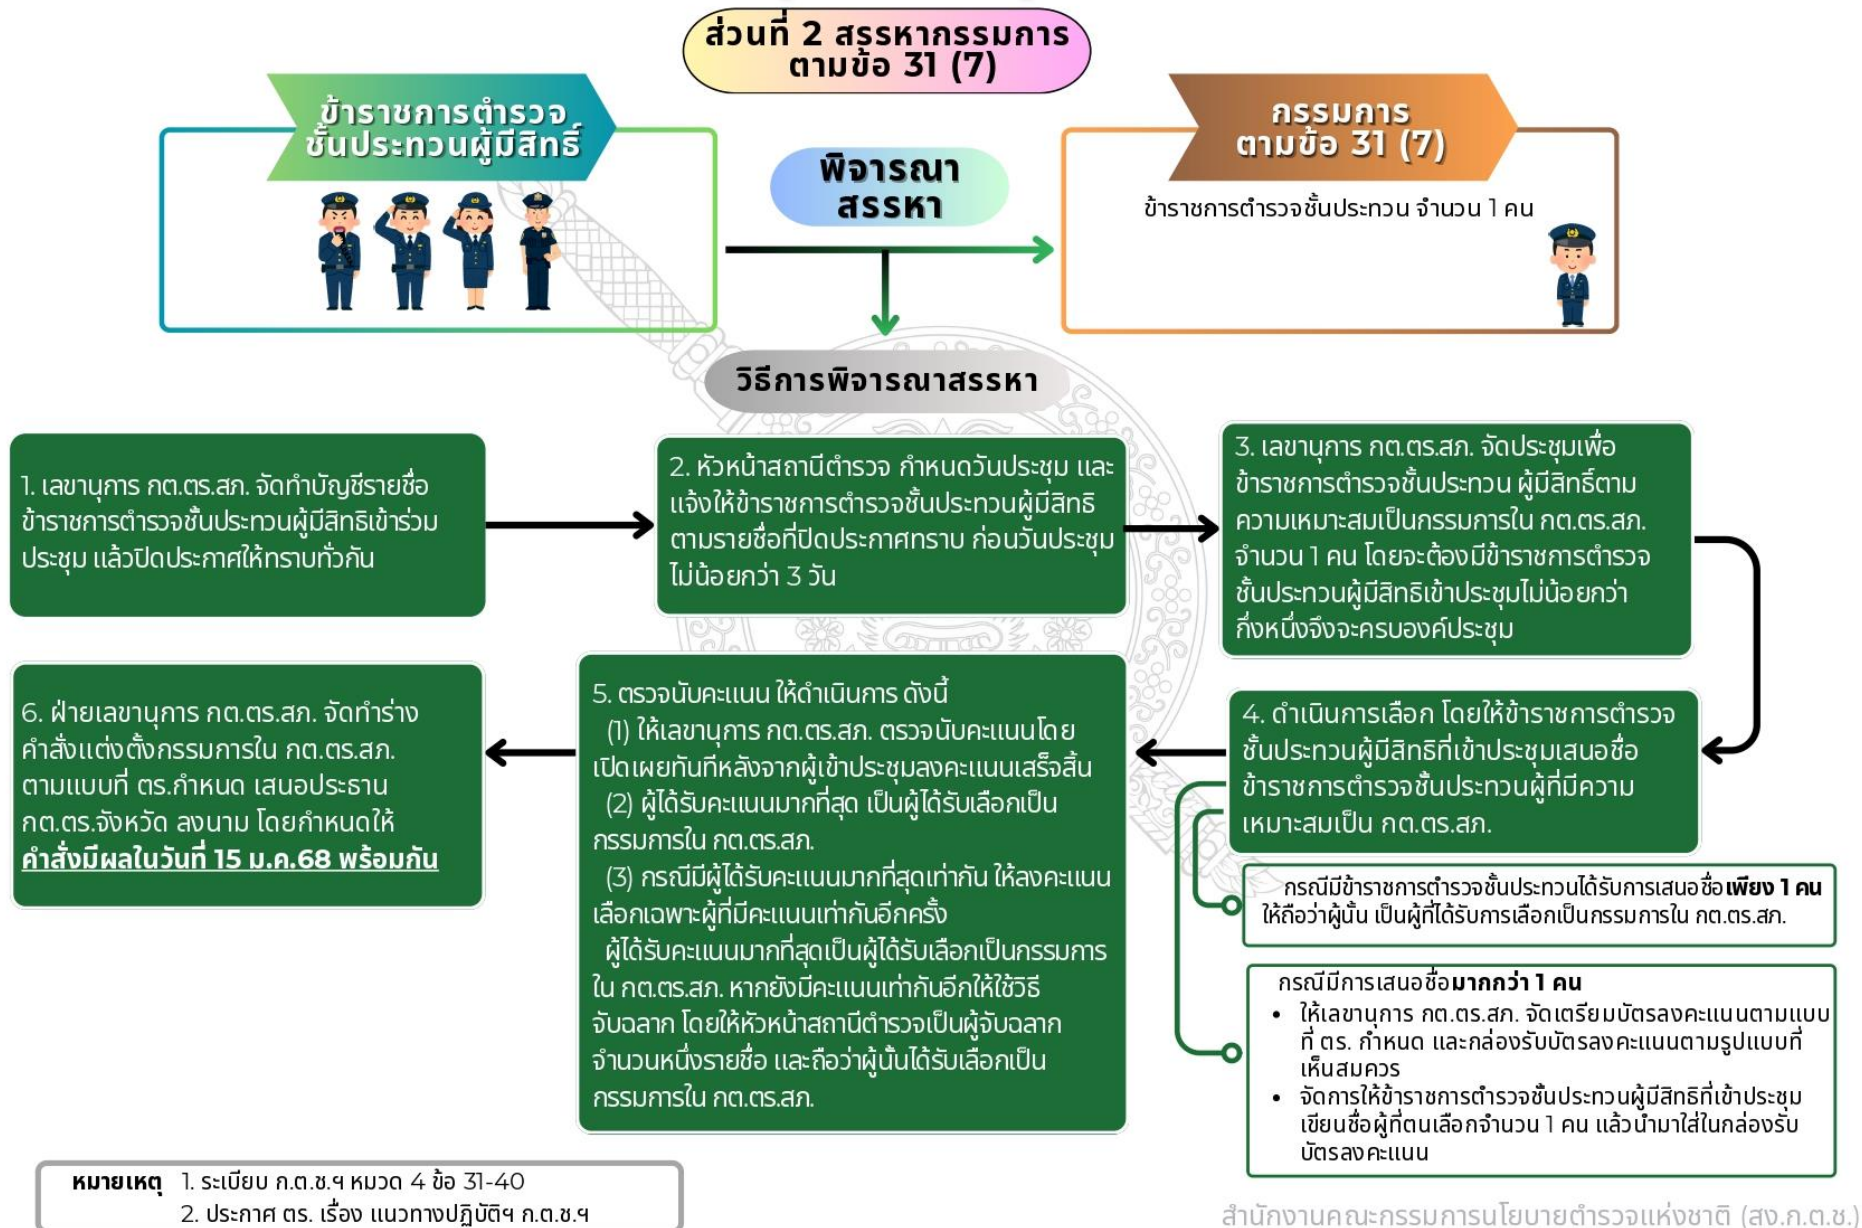 ส่วนที่ 2 สรรหากรรมการ
ตามข้อ 31 (7)
ข้าราชการตำรวจ
ชั้นประทวนผู้มีสิทธิ์
พิจารณา
สรรหา
กรรมการ
ตามข้อ 31 (7)
ข้าราชการตำรวจชั้นประทวน จำนวน 1 คน
วิธีการพิจารณาสรรหา
1. เลขานุการ กต.ตร.สภ. จัดทำบัญชีรายชื่อ
ข้าราชการตำรวจชั้นประทวนผู้มีสิทธิเข้าร่วม
ประชุม แล้วปิดประกาศให้ทราบทั่วกัน
2. หัวหน้าสถานีตำรวจ กำหนดวันประชุม และ
แจ้งให้ข้าราชการตำรวจชั้นประทวนผู้มีสิทธิ
ตามรายชื่อที่ปิดประกาศทราบ ก่อนวันประชุม
ไม่น้อยกว่า 3 วัน
3. เลขานุการ กต.ตร.สภ. จัดประชุมเพื่อ
ข้าราชการตำรวจชั้นประทวน ผู้มีสิทธิ์ตาม
ความเหมาะสมเป็นกรรมการใน กต.ตร.สภ.
จำนวน 1 คน โดยจะต้องมีข้าราชการตำรวจ
ชั้นประทวนผู้มีสิทธิเข้าประชุมไม่น้อยกว่า
กึ่งหนึ่งจึงจะครบองค์ประชุม
4. ดำเนินการเลือก โดยให้ข้าราชการตำรวจ
ชั้นประทวนผู้มีสิทธิที่เข้าประชุมเสนอชื่อ
ข้าราชการตำรวจชั้นประทวนผู้ที่มีความ
เหมาะสมเป็น กต.ตร.สภ.
กรณีมีข้าราชการตำรวจชั้นประทวนได้รับการเสนอชื่อเพียง 1 คน
ให้ถือว่าผู้นั้น เป็นผู้ที่ได้รับการเลือกเป็นกรรมการใน กต.ตร.สภ.
กรณีมีการเสนอชื่อมากกว่า 1 คน
• ให้เลขานุการ กต.ตร.สภ. จัดเตรียมบัตรลงคะแนนตามแบบ
ที่ ตร. กำหนด และกล่องรับบัตรลงคะแนนตามรูปแบบที่
เห็นสมควร
• จัดการให้ข้าราชการตำรวจชั้นประทวนผู้มีสิทธิที่เข้าประชุม
เขียนชื่อผู้ที่ตนเลือกจำนวน 1 คน แล้วนำมาใส่ในกล่องรับ
บัตรลงคะแนน
5. ตรวจนับคะแนน ให้ดำเนินการ ดังนี้
(1) ให้เลขานุการ กต.ตร.สภ. ตรวจนับคะแนนโดย
เปิดเผยทันทีหลังจากผู้เข้าประชุมลงคะแนนเสร็จสิ้น
(2) ผู้ได้รับคะแนนมากที่สุด เป็นผู้ได้รับเลือกเป็น
กรรมการใน กต.ตร.สภ.
(3) กรณีมีผู้ได้รับคะแนนมากที่สุดเท่ากัน ให้ลงคะแนน
เลือกเฉพาะผู้ที่มีคะแนนเท่ากันอีกครั้ง
ผู้ได้รับคะแนนมากที่สุดเป็นผู้ได้รับเลือกเป็นกรรมการ
ใน กต.ตร.สภ. หากยังมีคะแนนเท่ากันอีกให้ใช้วิธี
จับฉลาก โดยให้หัวหน้าสถานีตำรวจเป็นผู้จับฉลาก
จำนวนหนึ่งรายชื่อ และถือว่าผู้นั้นได้รับเลือกเป็น
กรรมการใน กต.ตร.สภ.
6. ฝ่ายเลขานุการ กต.ตร.สภ. จัดทำร่าง
คำสั่งแต่งตั้งกรรมการใน กต.ตร.สภ.
ตามแบบที่ ตร.กำหนด เสนอประธาน
กต.ตร.จังหวัด ลงนาม โดยกำหนดให้
คำสั่งมีผลในวันที่ 15 ม.ค.68 พร้อมกัน
หมายเหตุ 1. ระเบียบ ก.ต.ช.ฯ หมวด 4 ข้อ 31-40
2. ประกาศ ตร. เรื่อง แนวทางปฏิบัติฯ ก.ต.ช.ฯ
สำนักงานคณะกรรมการนโยบายตำรวจแห่งชาติ (สง.ก.ต.ช.)